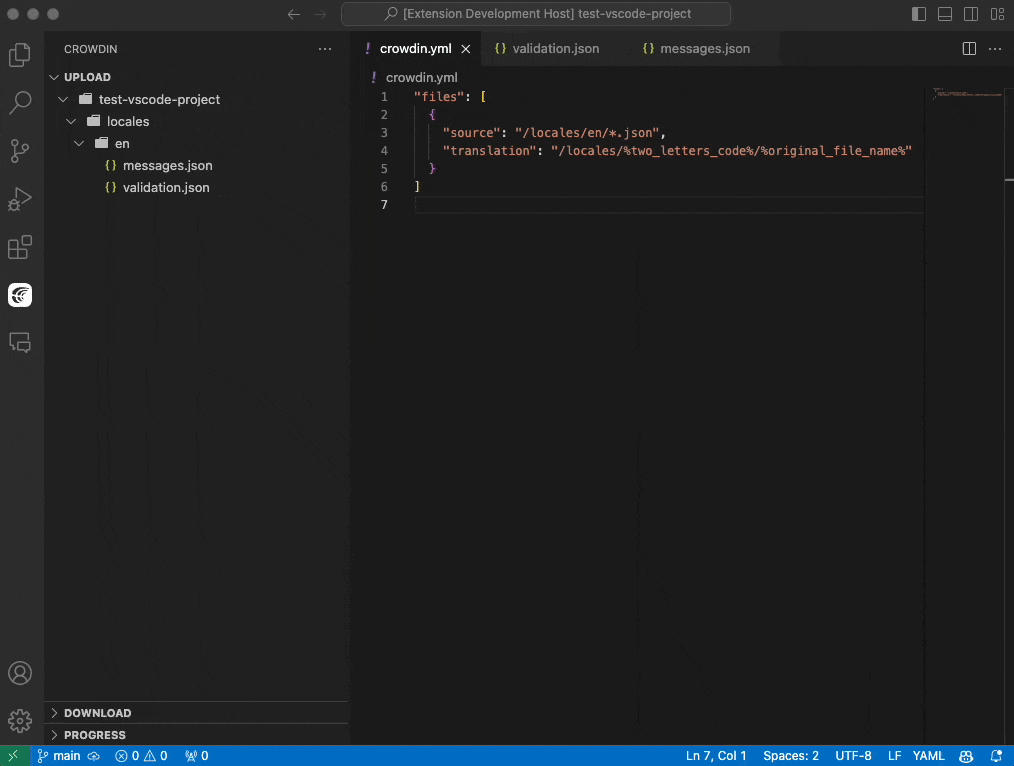 [Extension Development Host] test-vscode-project
CROWDIN
UPLOAD
test-vscode-project
locales
en
{} messages.json
{} validation.json
DOWNLOAD
PROGRESS
! crowdin.yml
{} validation.json
{} messages.json
! crowdin.yml
1 "files": [
2 {
3 "source": "/locales/en/*.json",
4 "translation": "/locales/%two_letters_code%/%original_file_name%"
5 }
6 ]
7
main 0 0 0 Ln 7, Col 1 Spaces: 2 UTF-8 LF YAML